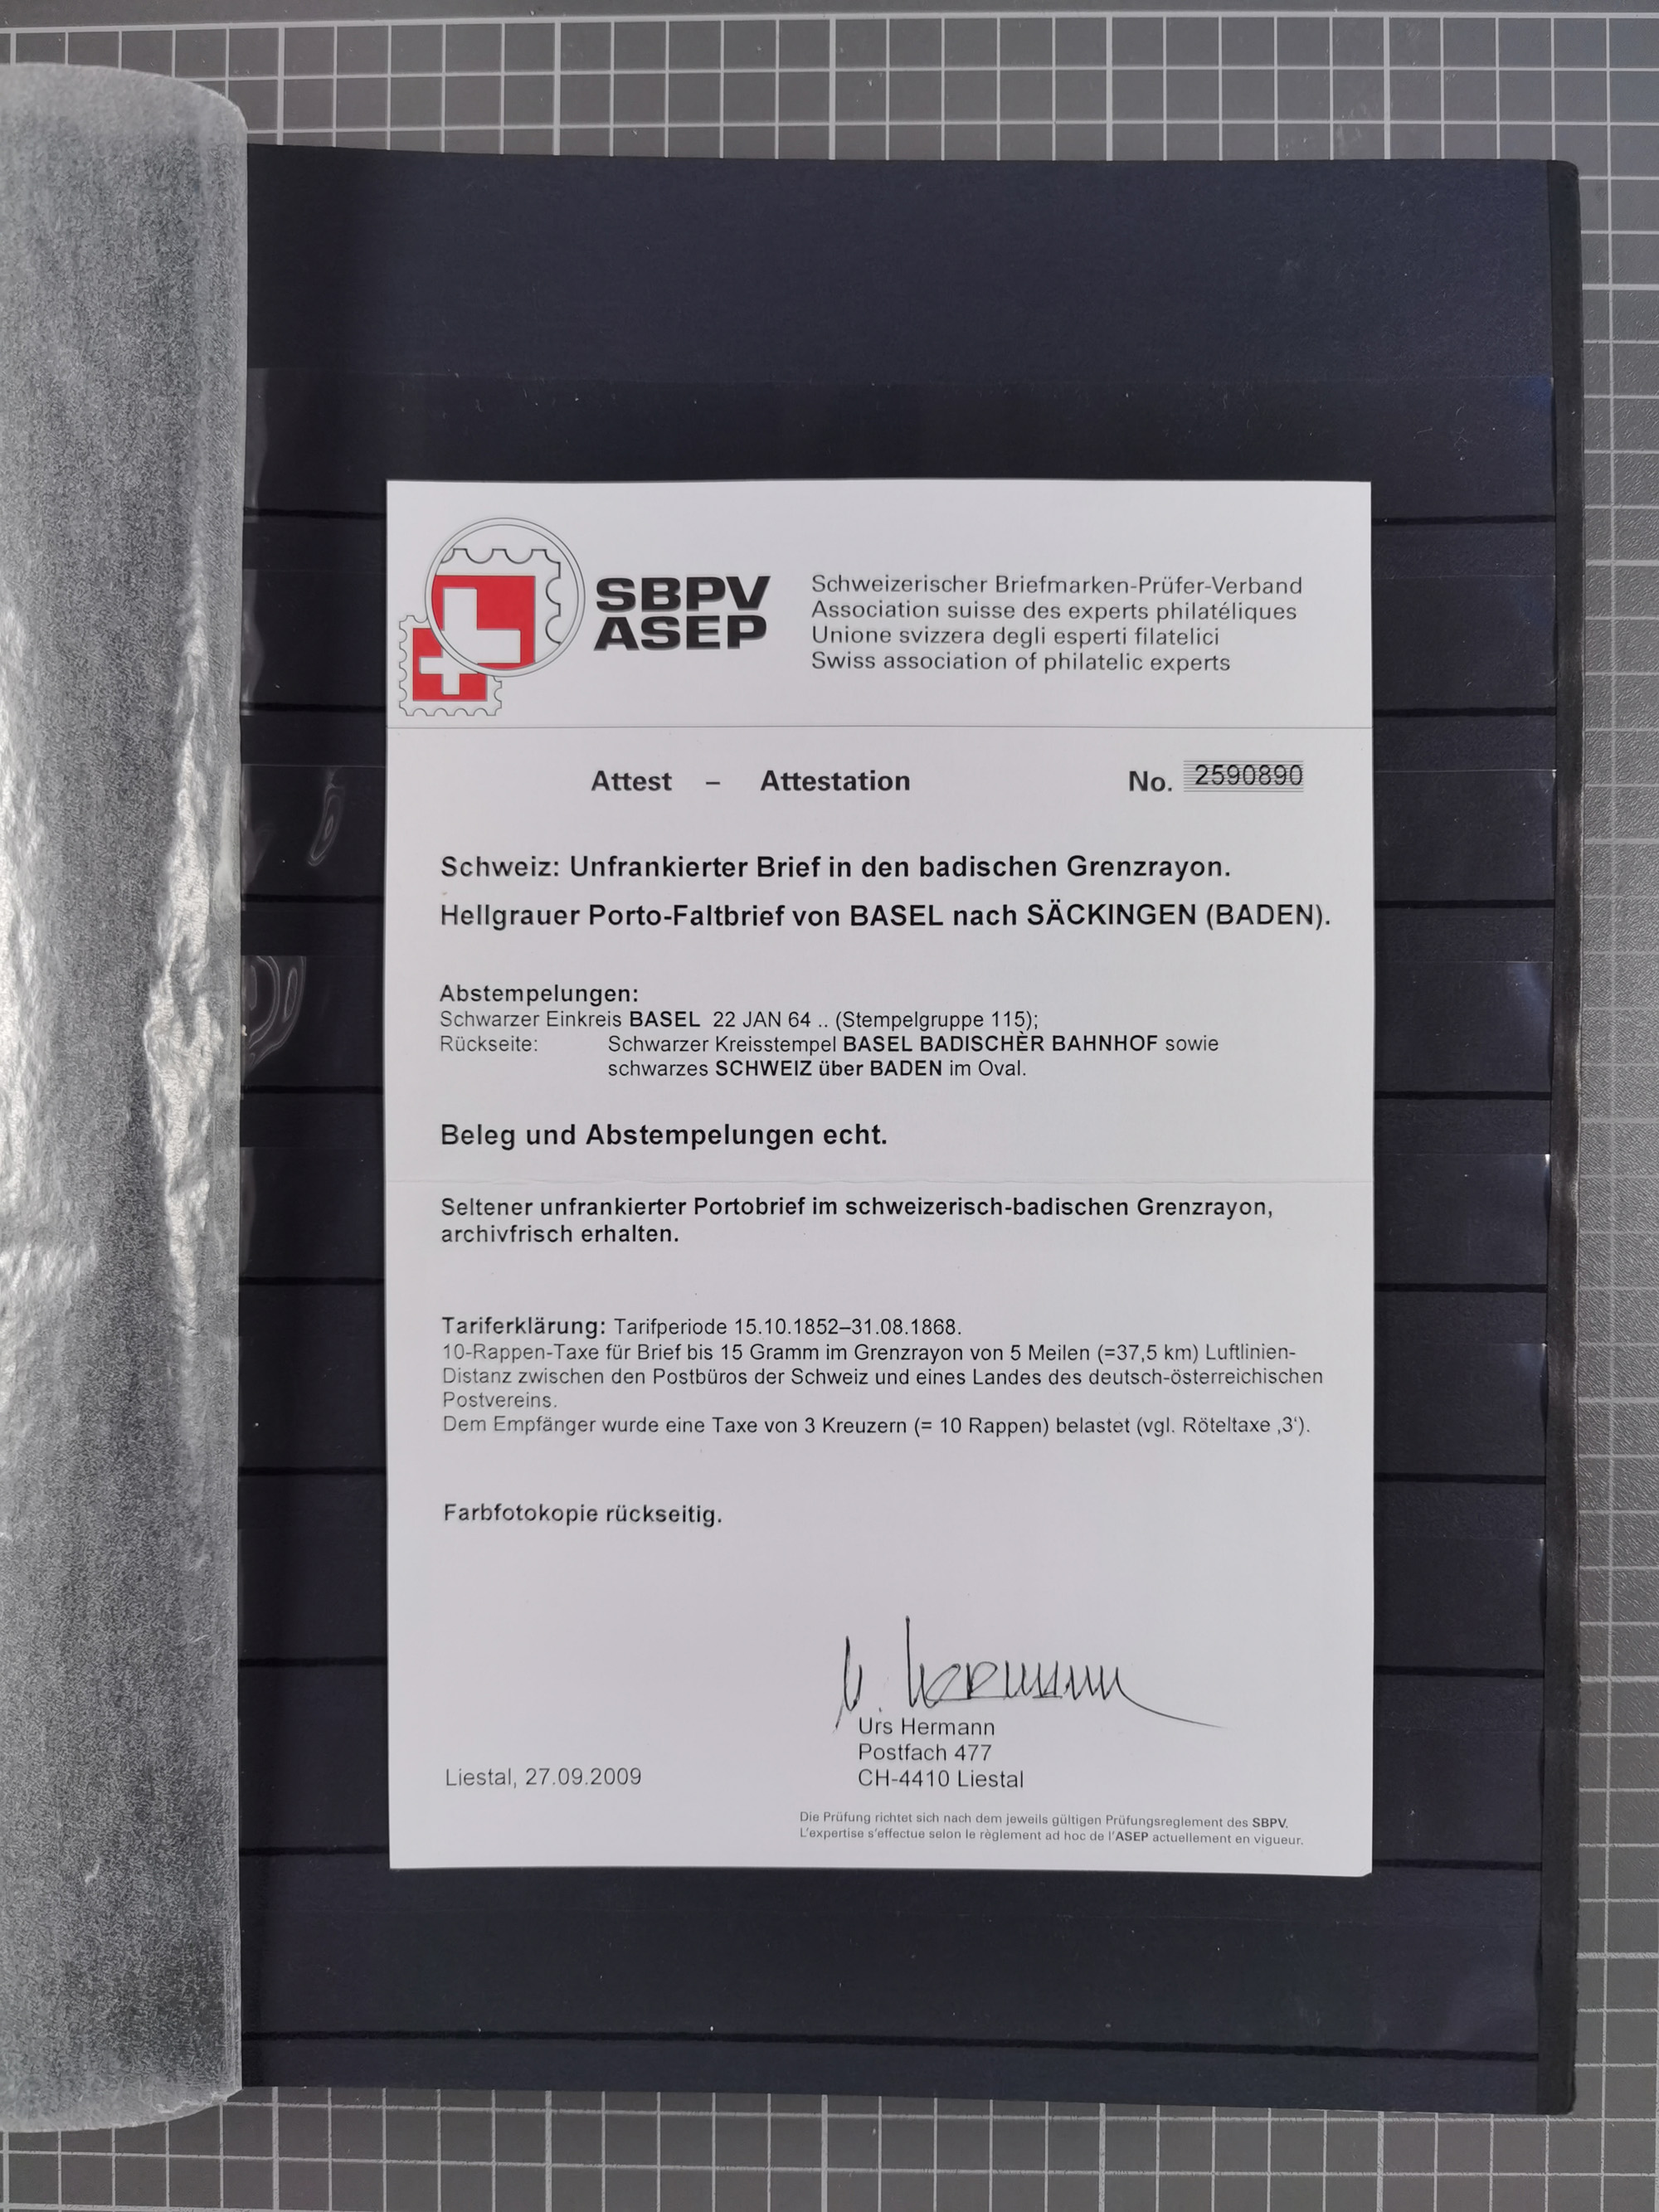 SBPV
ASEP
Schweizerischer Briefmarken-Prüfer-Verband
Association suisse des experts philatéliques
Unione svizzera degli esperti filatelici
Swiss association of philatelic experts
Attest – Attestation No. 2590890
Schweiz: Unfrankierter Brief in den badischen Grenzrayon.
Hellgrauer Porto-Faltbrief von BASEL nach SÄCKINGEN (BADEN).
Abstempelungen:
Schwarzer Einkreis BASEL 22 JAN 64 .. (Stempelgruppe 115);
Rückseite: Schwarzer Kreisstempel BASEL BADISCHER BAHNHOF sowie
schwarzes SCHWEIZ über BADEN im Oval.
Beleg und Abstempelungen echt.
Seltener unfrankierter Portobrief im schweizerisch-badischen Grenzrayon,
archivfrisch erhalten.
Tariferklärung: Tarifperiode 15.10.1852–31.08.1868.
10-Rappen-Taxe für Brief bis 15 Gramm im Grenzrayon von 5 Meilen (=37,5 km) Luftlinien-
Distanz zwischen den Postbüros der Schweiz und eines Landes des deutsch-österreichischen
Postvereins.
Dem Empfänger wurde eine Taxe von 3 Kreuzern (= 10 Rappen) belastet (vgl. Röteltaxe ‚3‘).
Farbfotokopie rückseitig.
U. Hermann
Urs Hermann
Postfach 477
Liestal, 27.09.2009 CH-4410 Liestal
Die Prüfung richtet sich nach dem jeweils gültigen Prüfungsreglement des SBPV.
L'expertise s'effectue selon le règlement ad hoc de l'ASEP actuellement en vigueur.